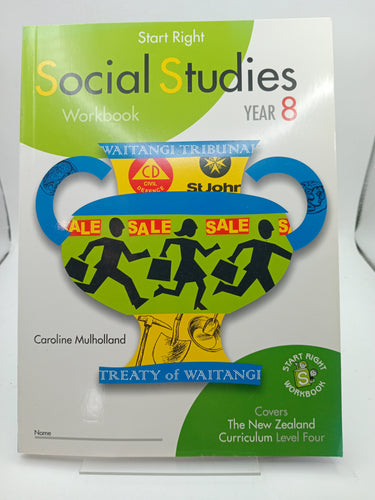 Start Right
Social Studies
Workbook
YEAR 8
WAITANGI TRIBUNAL
CD
CIVIL
DEFENCE
St John
ALE SALE SALE S
Caroline Mulholland
TREATY of WAITANGI
START RIGHT
S
WORKBOOK
Covers
The New Zealand
Curriculum Level Four
Name